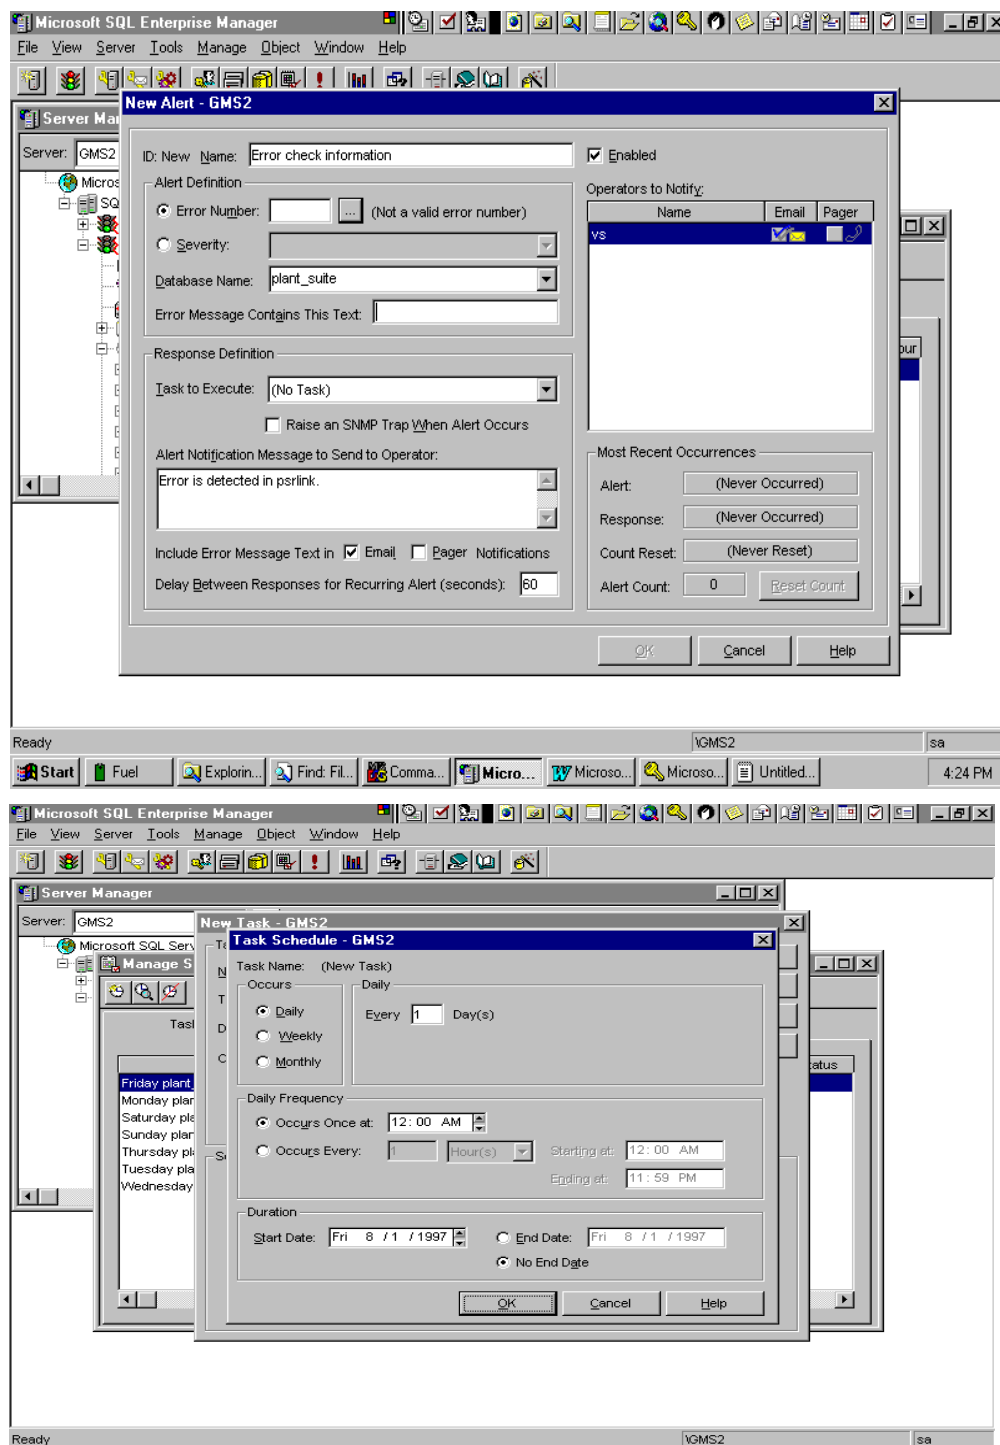 Microsoft SQL Enterprise Manager
File View Server Tools Manage Object Window Help
New Alert - GMS2
Server Ma
Server: GMS2
Micros
SQ
ID: New Name: Error check information
Enabled
Alert Definition
Error Number: ... (Not a valid error number)
Severity:
Database Name: plant_suite
Error Message Contains This Text:
Operators to Notify:
Name Email Pager
vs
our
Response Definition
Task to Execute: (No Task)
Raise an SNMP Trap When Alert Occurs
Alert Notification Message to Send to Operator:
Error is detected in psrlink.
Include Error Message Text in Email Pager Notifications
Delay Between Responses for Recurring Alert (seconds): 60
Most Recent Occurrences
Alert: (Never Occurred)
Response: (Never Occurred)
Count Reset: (Never Reset)
Alert Count: 0 Reset Count
OK Cancel Help
Ready \GMS2 sa
Start Fuel Explorin... Find: Fil... Comma... Micro... Microso... Microso... Untitled... 4:24 PM
Microsoft SQL Enterprise Manager
File View Server Tools Manage Object Window Help
Server Manager
Server: GMS2
Microsoft SQL Serv
Manage S
Task
New Task - GMS2
Ta
N
T
D
C
S
Task Schedule - GMS2
Task Name: (New Task)
Occurs
Daily
Weekly
Monthly
Daily
Every 1 Day(s)
Daily Frequency
Occurs Once at: 12:00 AM
Occurs Every: 1 Hour(s) Starting at: 12:00 AM
Ending at: 11:59 PM
Duration
Start Date: Fri 8 /1 /1997 End Date: Fri 8 /1 /1997
No End Date
OK Cancel Help
atus
Friday plant_
Monday plan
Saturday pla
Sunday plan
Thursday pl
Tuesday pla
Wednesday
Ready \GMS2 sa